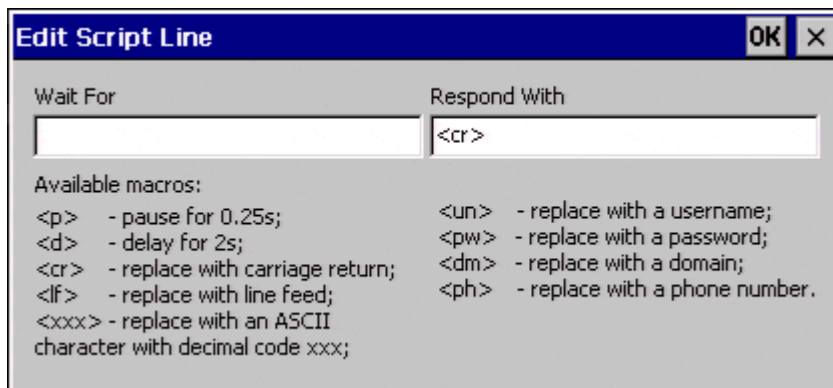 Edit Script Line OK ×
Wait For
Respond With
<cr>
Available macros:
<p> - pause for 0.25s;
<d> - delay for 2s;
<cr> - replace with carriage return;
<lf> - replace with line feed;
<xxx> - replace with an ASCII
character with decimal code xxx;
<un> - replace with a username;
<pw> - replace with a password;
<dm> - replace with a domain;
<ph> - replace with a phone number.